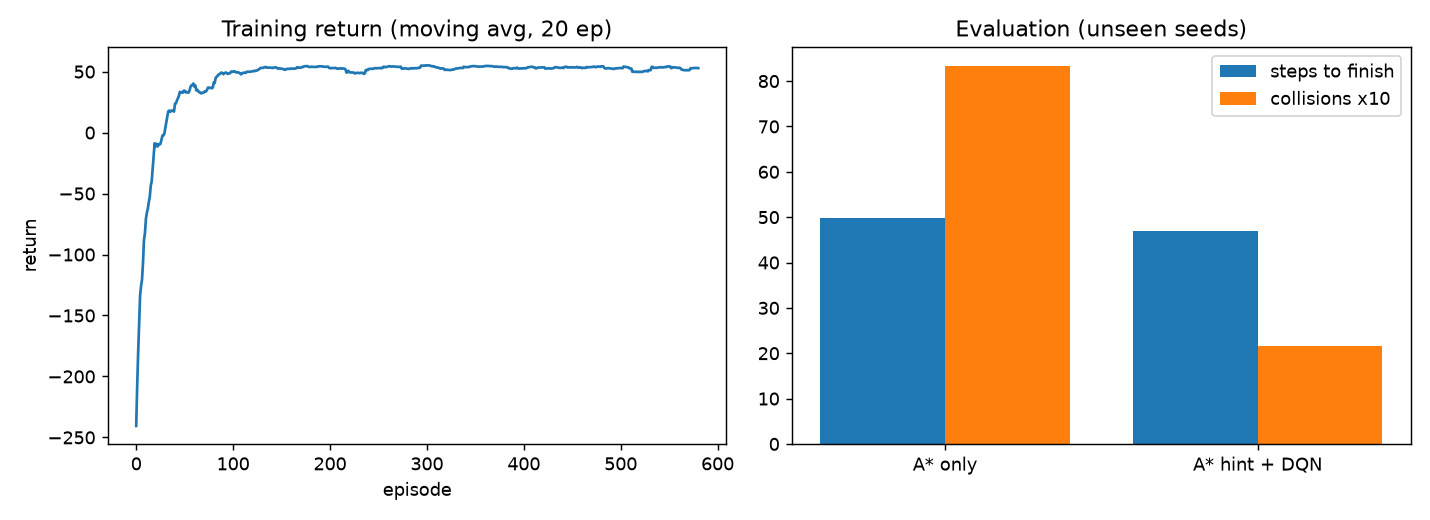 Training return (moving avg, 20 ep)
return
50
0
−50
−100
−150
−200
−250
0 100 200 300 400 500 600
episode
Evaluation (unseen seeds)
steps to finish
collisions x10
80
70
60
50
40
30
20
10
0
A* only A* hint + DQN